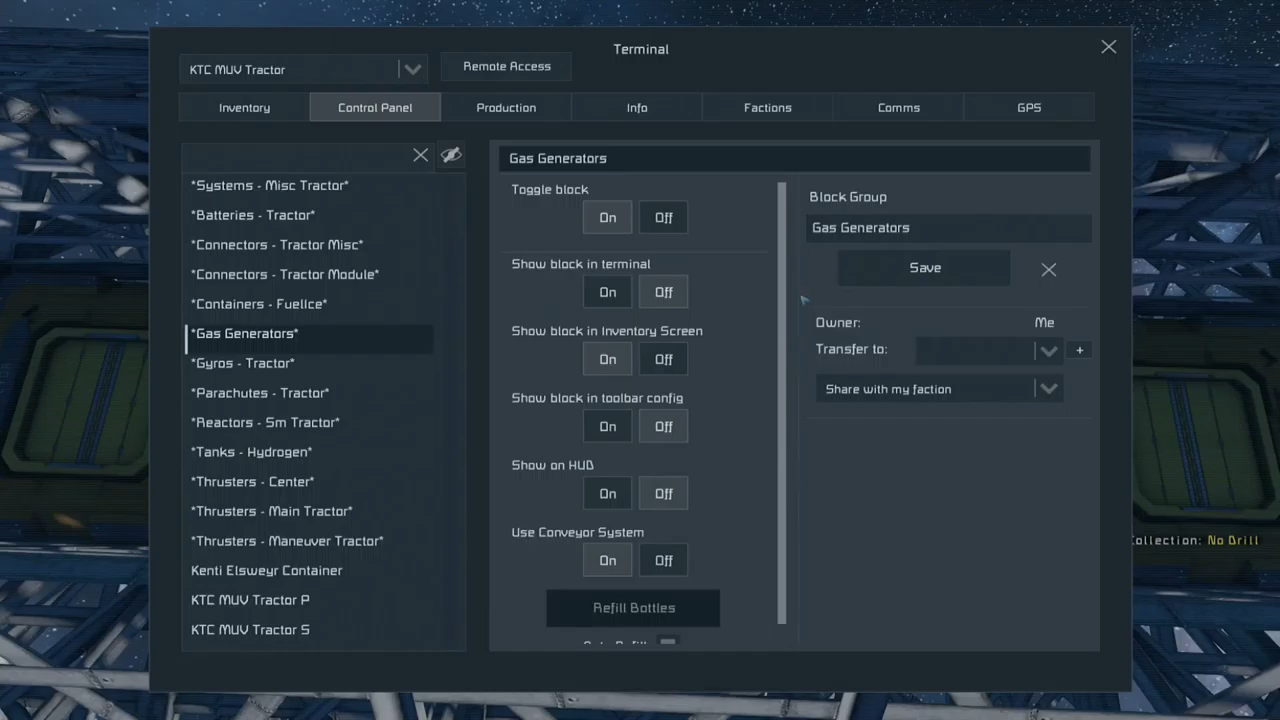 Terminal
KTC MUV Tractor
Remote Access
Inventory
Control Panel
Production
Info
Factions
Comms
GPS
*Systems - Misc Tractor*
*Batteries - Tractor*
*Connectors - Tractor Misc*
*Connectors - Tractor Module*
*Containers - FuelIce*
*Gas Generators*
*Gyros - Tractor*
*Parachutes - Tractor*
*Reactors - Sm Tractor*
*Tanks - Hydrogen*
*Thrusters - Center*
*Thrusters - Main Tractor*
*Thrusters - Maneuver Tractor*
Kenti Elsweyr Container
KTC MUV Tractor P
KTC MUV Tractor S
Gas Generators
Toggle block
On Off
Show block in terminal
On Off
Show block in Inventory Screen
On Off
Show block in toolbar config
On Off
Show on HUD
On Off
Use Conveyor System
On Off
Refill Bottles
Block Group
Gas Generators
Save
Owner: Me
Transfer to:
+
Share with my faction
Collection: No Drill